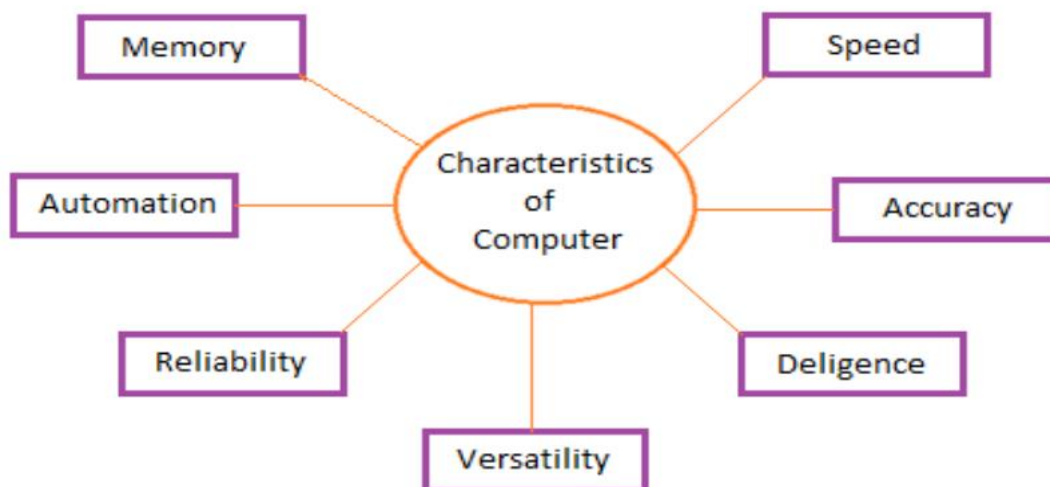 Memory
Speed
Characteristics
of
Computer
Automation
Accuracy
Reliability
Deligence
Versatility